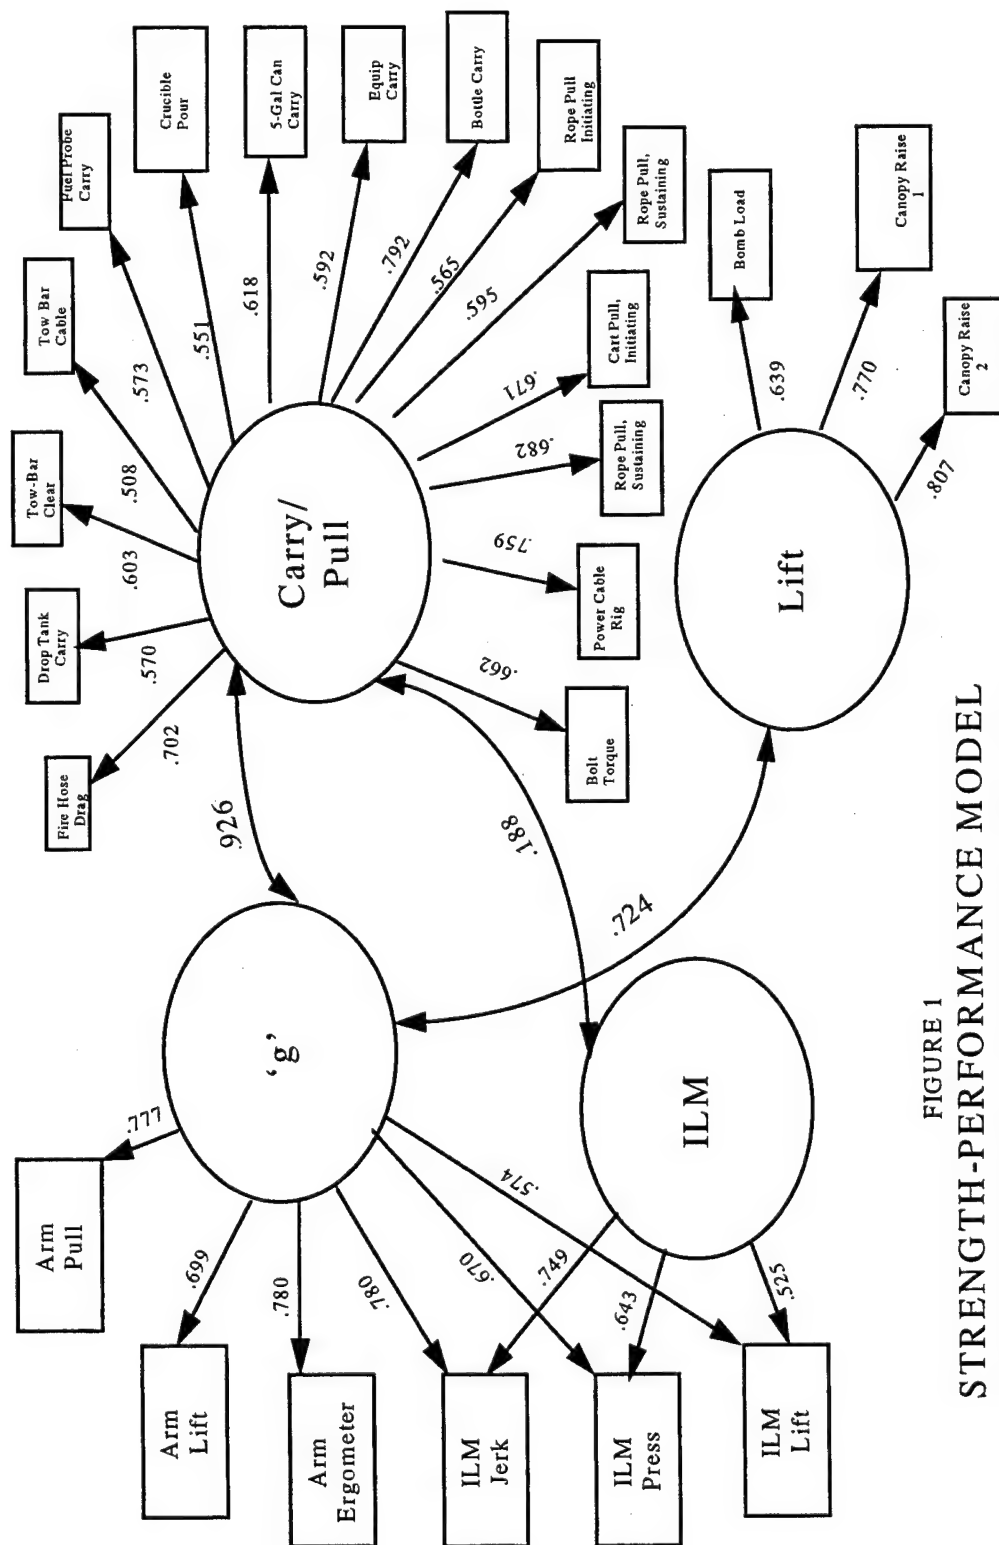 Arm
Pull
Arm
Lift
Arm
Ergometer
ILM
Jerk
ILM
Press
ILM
Lift
.777
.699
.780
.780
.670
.574
.749
.643
.525
‘g’
ILM
.926
.188
.724
Fire Hose
Drag
Drop Tank
Carry
Tow-Bar
Clear
Tow Bar
Cable
Fuel Probe
Carry
Crucible
Pour
5-Gal Can
Carry
Equip
Carry
Bottle Carry
Rope Pull
Initiating
Rope Pull,
Sustaining
Cart Pull,
Initiating
Rope Pull,
Sustaining
Power Cable
Rig
Bolt
Torque
.702
.570
.603
.508
.573
.551
.618
.592
.792
.565
.595
.671
.682
.759
.662
Carry/
Pull
Lift
Bomb Load
Canopy Raise
1
Canopy Raise
2
.639
.770
.807
FIGURE 1
STRENGTH-PERFORMANCE MODEL